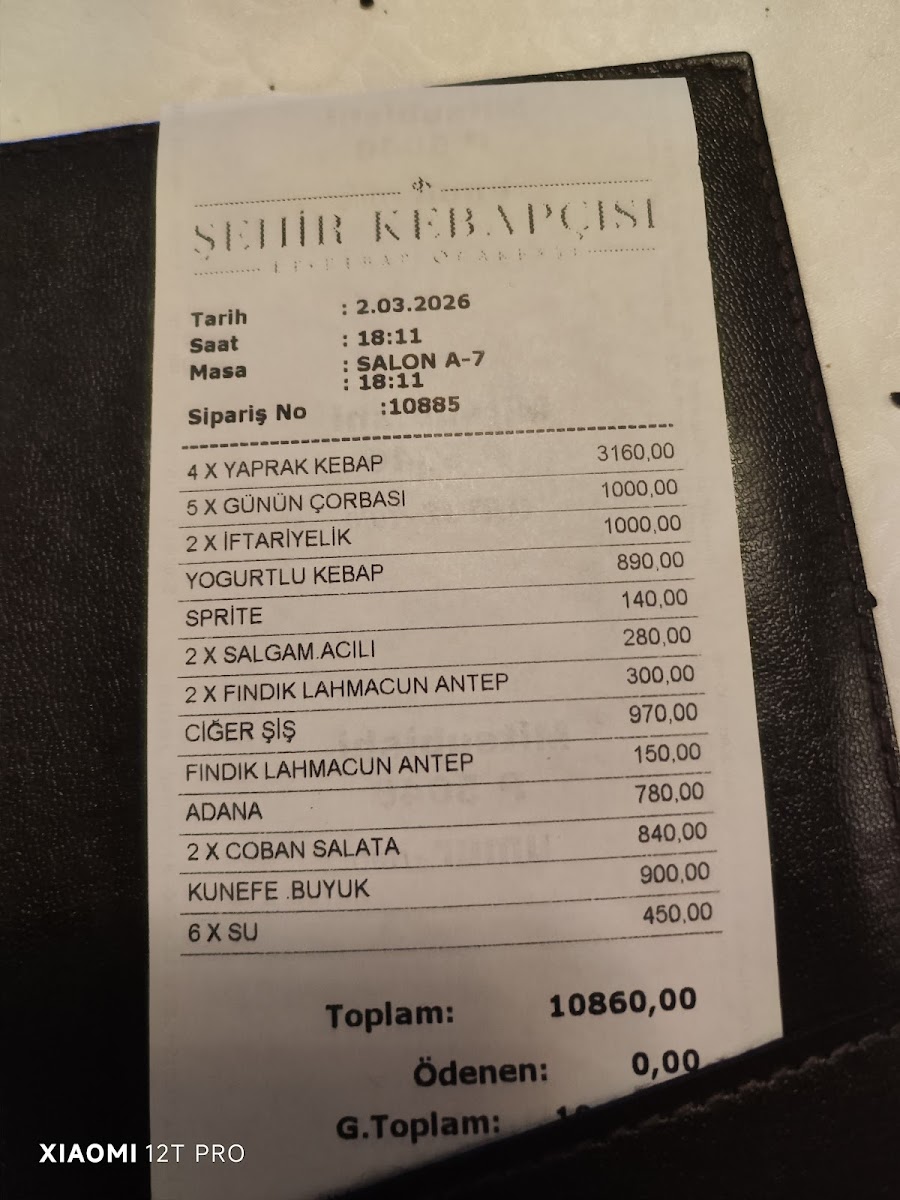 ŞEHİR KEBAPÇISI
Tarih : 2.03.2026
Saat : 18:11
Masa : SALON A-7
: 18:11
Sipariş No :10885
4 X YAPRAK KEBAP 3160,00
5 X GÜNÜN ÇORBASI 1000,00
2 X İFTARİYELİK 1000,00
YOGURTLU KEBAP 890,00
SPRİTE 140,00
2 X SALGAM.ACILI 280,00
2 X FINDIK LAHMACUN ANTEP 300,00
CİĞER ŞİŞ 970,00
FINDIK LAHMACUN ANTEP 150,00
ADANA 780,00
2 X COBAN SALATA 840,00
KUNEFE .BUYUK 900,00
6 X SU 450,00
Toplam: 10860,00
Ödenen: 0,00
G.Toplam:
XIAOMI 12T PRO